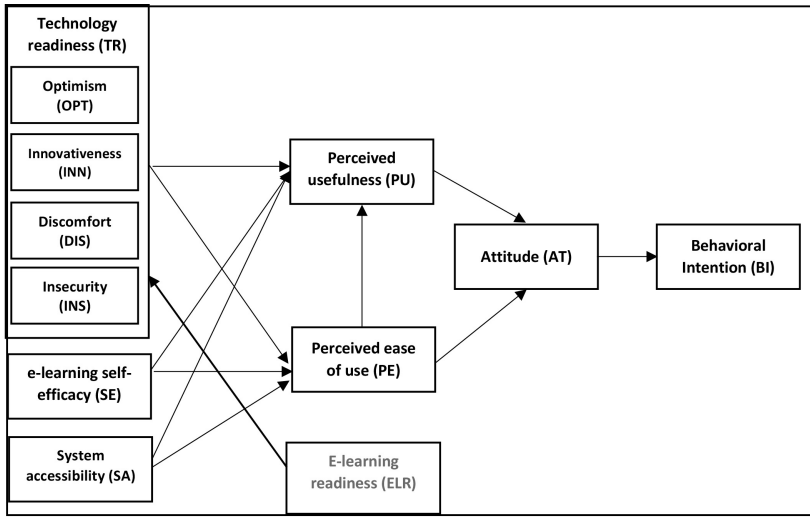 Technology
readiness (TR)
Optimism
(OPT)
Innovativeness
(INN)
Discomfort
(DIS)
Insecurity
(INS)
e-learning self-
efficacy (SE)
System
accessibility (SA)
Perceived
usefulness (PU)
Perceived ease
of use (PE)
E-learning
readiness (ELR)
Attitude (AT)
Behavioral
Intention (BI)